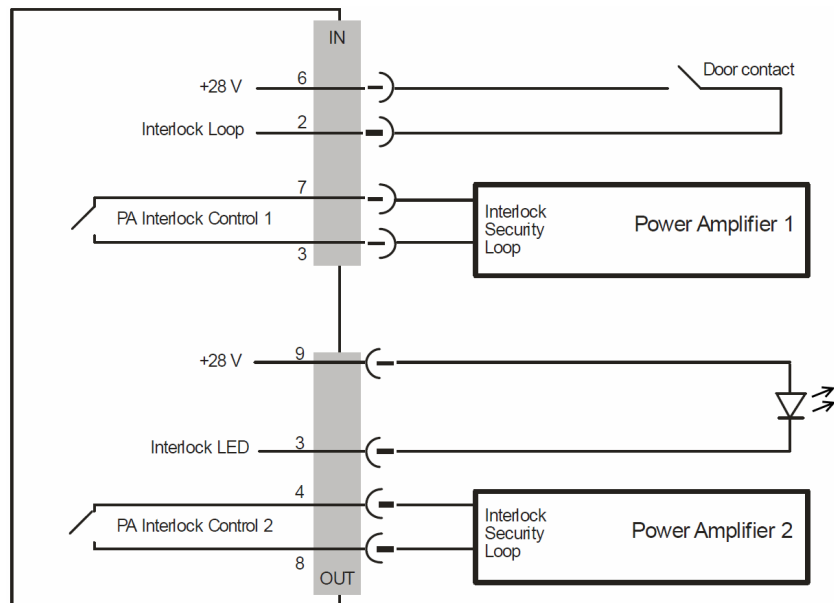 IN
6
+28 V
Door contact
2
Interlock Loop
7
PA Interlock Control 1
3
Interlock
Security
Loop
Power Amplifier 1
9
+28 V
3
Interlock LED
4
PA Interlock Control 2
8
Interlock
Security
Loop
Power Amplifier 2
OUT